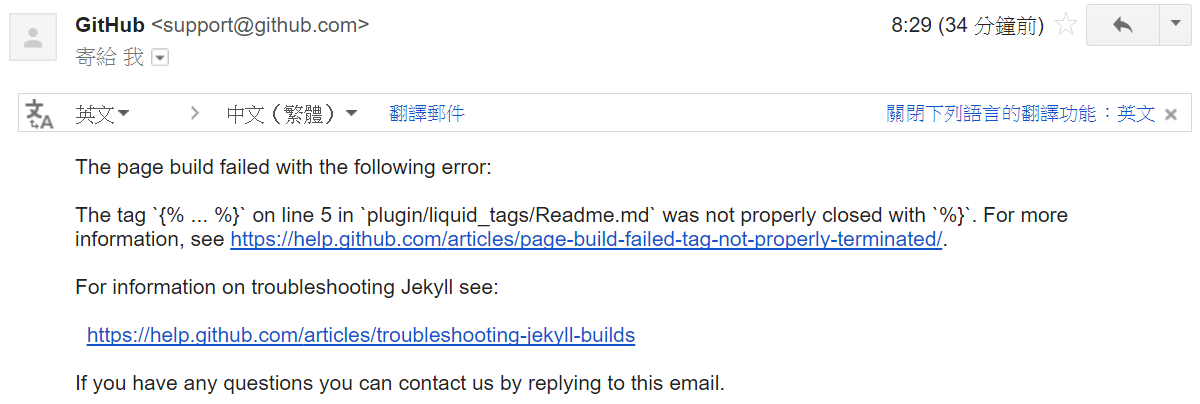 GitHub <support@github.com>
8:29 (34 分鐘前)
寄給 我
英文 中文（繁體） 翻譯郵件 關閉下列語言的翻譯功能：英文
The page build failed with the following error:
The tag `{% ... %}` on line 5 in `plugin/liquid_tags/Readme.md` was not properly closed with `%}`. For more
information, see https://help.github.com/articles/page-build-failed-tag-not-properly-terminated/.
For information on troubleshooting Jekyll see:
https://help.github.com/articles/troubleshooting-jekyll-builds
If you have any questions you can contact us by replying to this email.